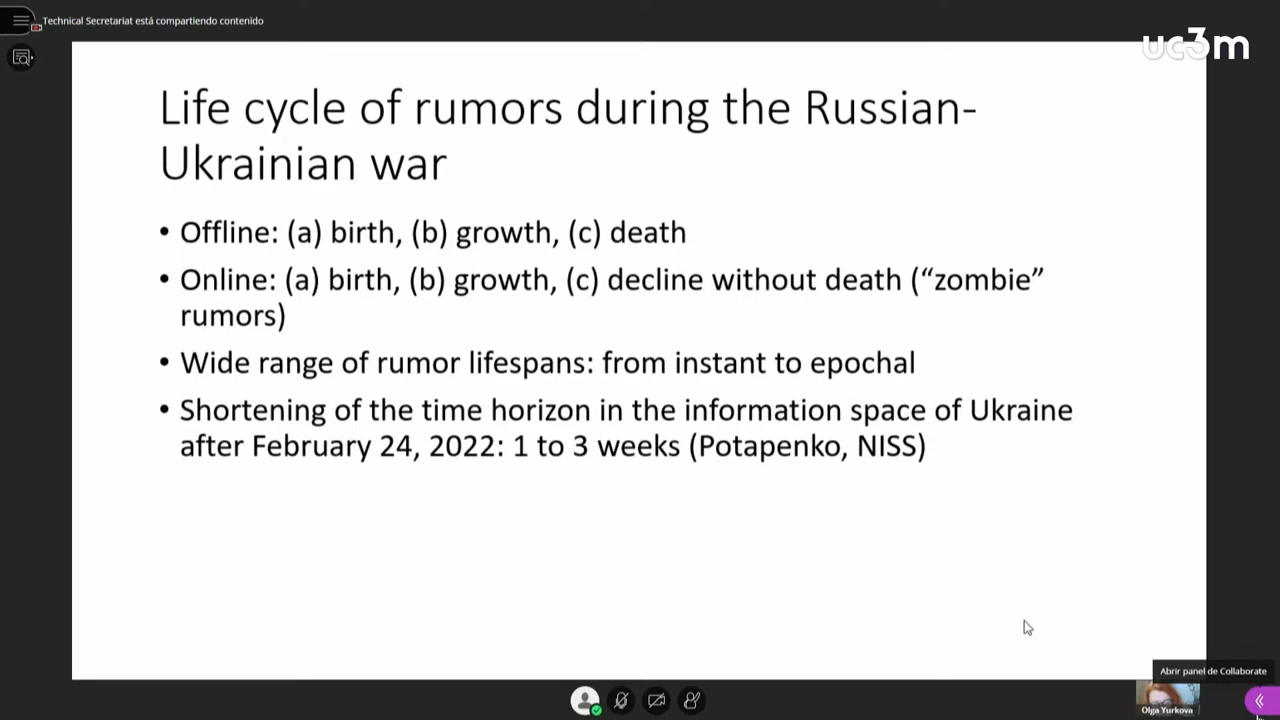 Technical Secretariat está compartiendo contenido
uc3m
Life cycle of rumors during the Russian-
Ukrainian war
• Offline: (a) birth, (b) growth, (c) death
• Online: (a) birth, (b) growth, (c) decline without death (“zombie”
rumors)
• Wide range of rumor lifespans: from instant to epochal
• Shortening of the time horizon in the information space of Ukraine
after February 24, 2022: 1 to 3 weeks (Potapenko, NISS)
Abrir panel de Collaborate
Olga Yurkova